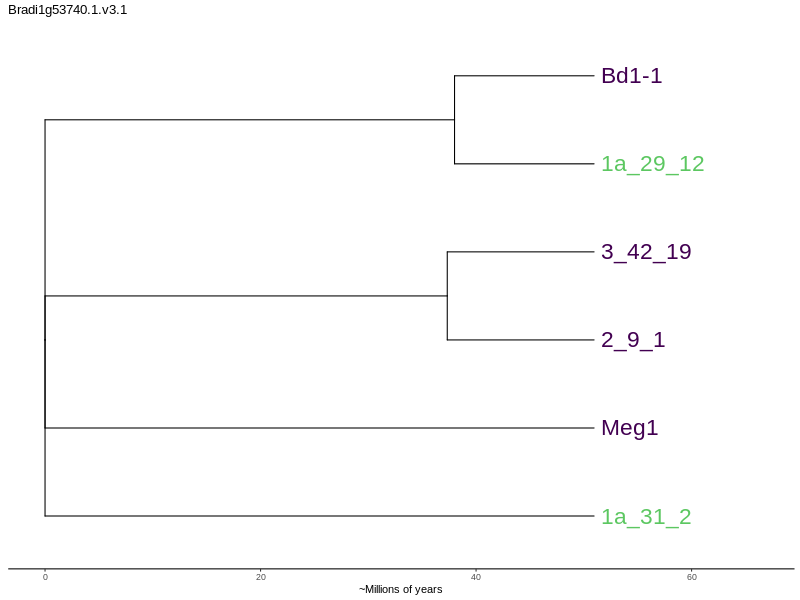 Bradi1g53740.1.v3.1
Bd1-1
1a_29_12
3_42_19
2_9_1
Meg1
1a_31_2
0 20 40 60
~Millions of years